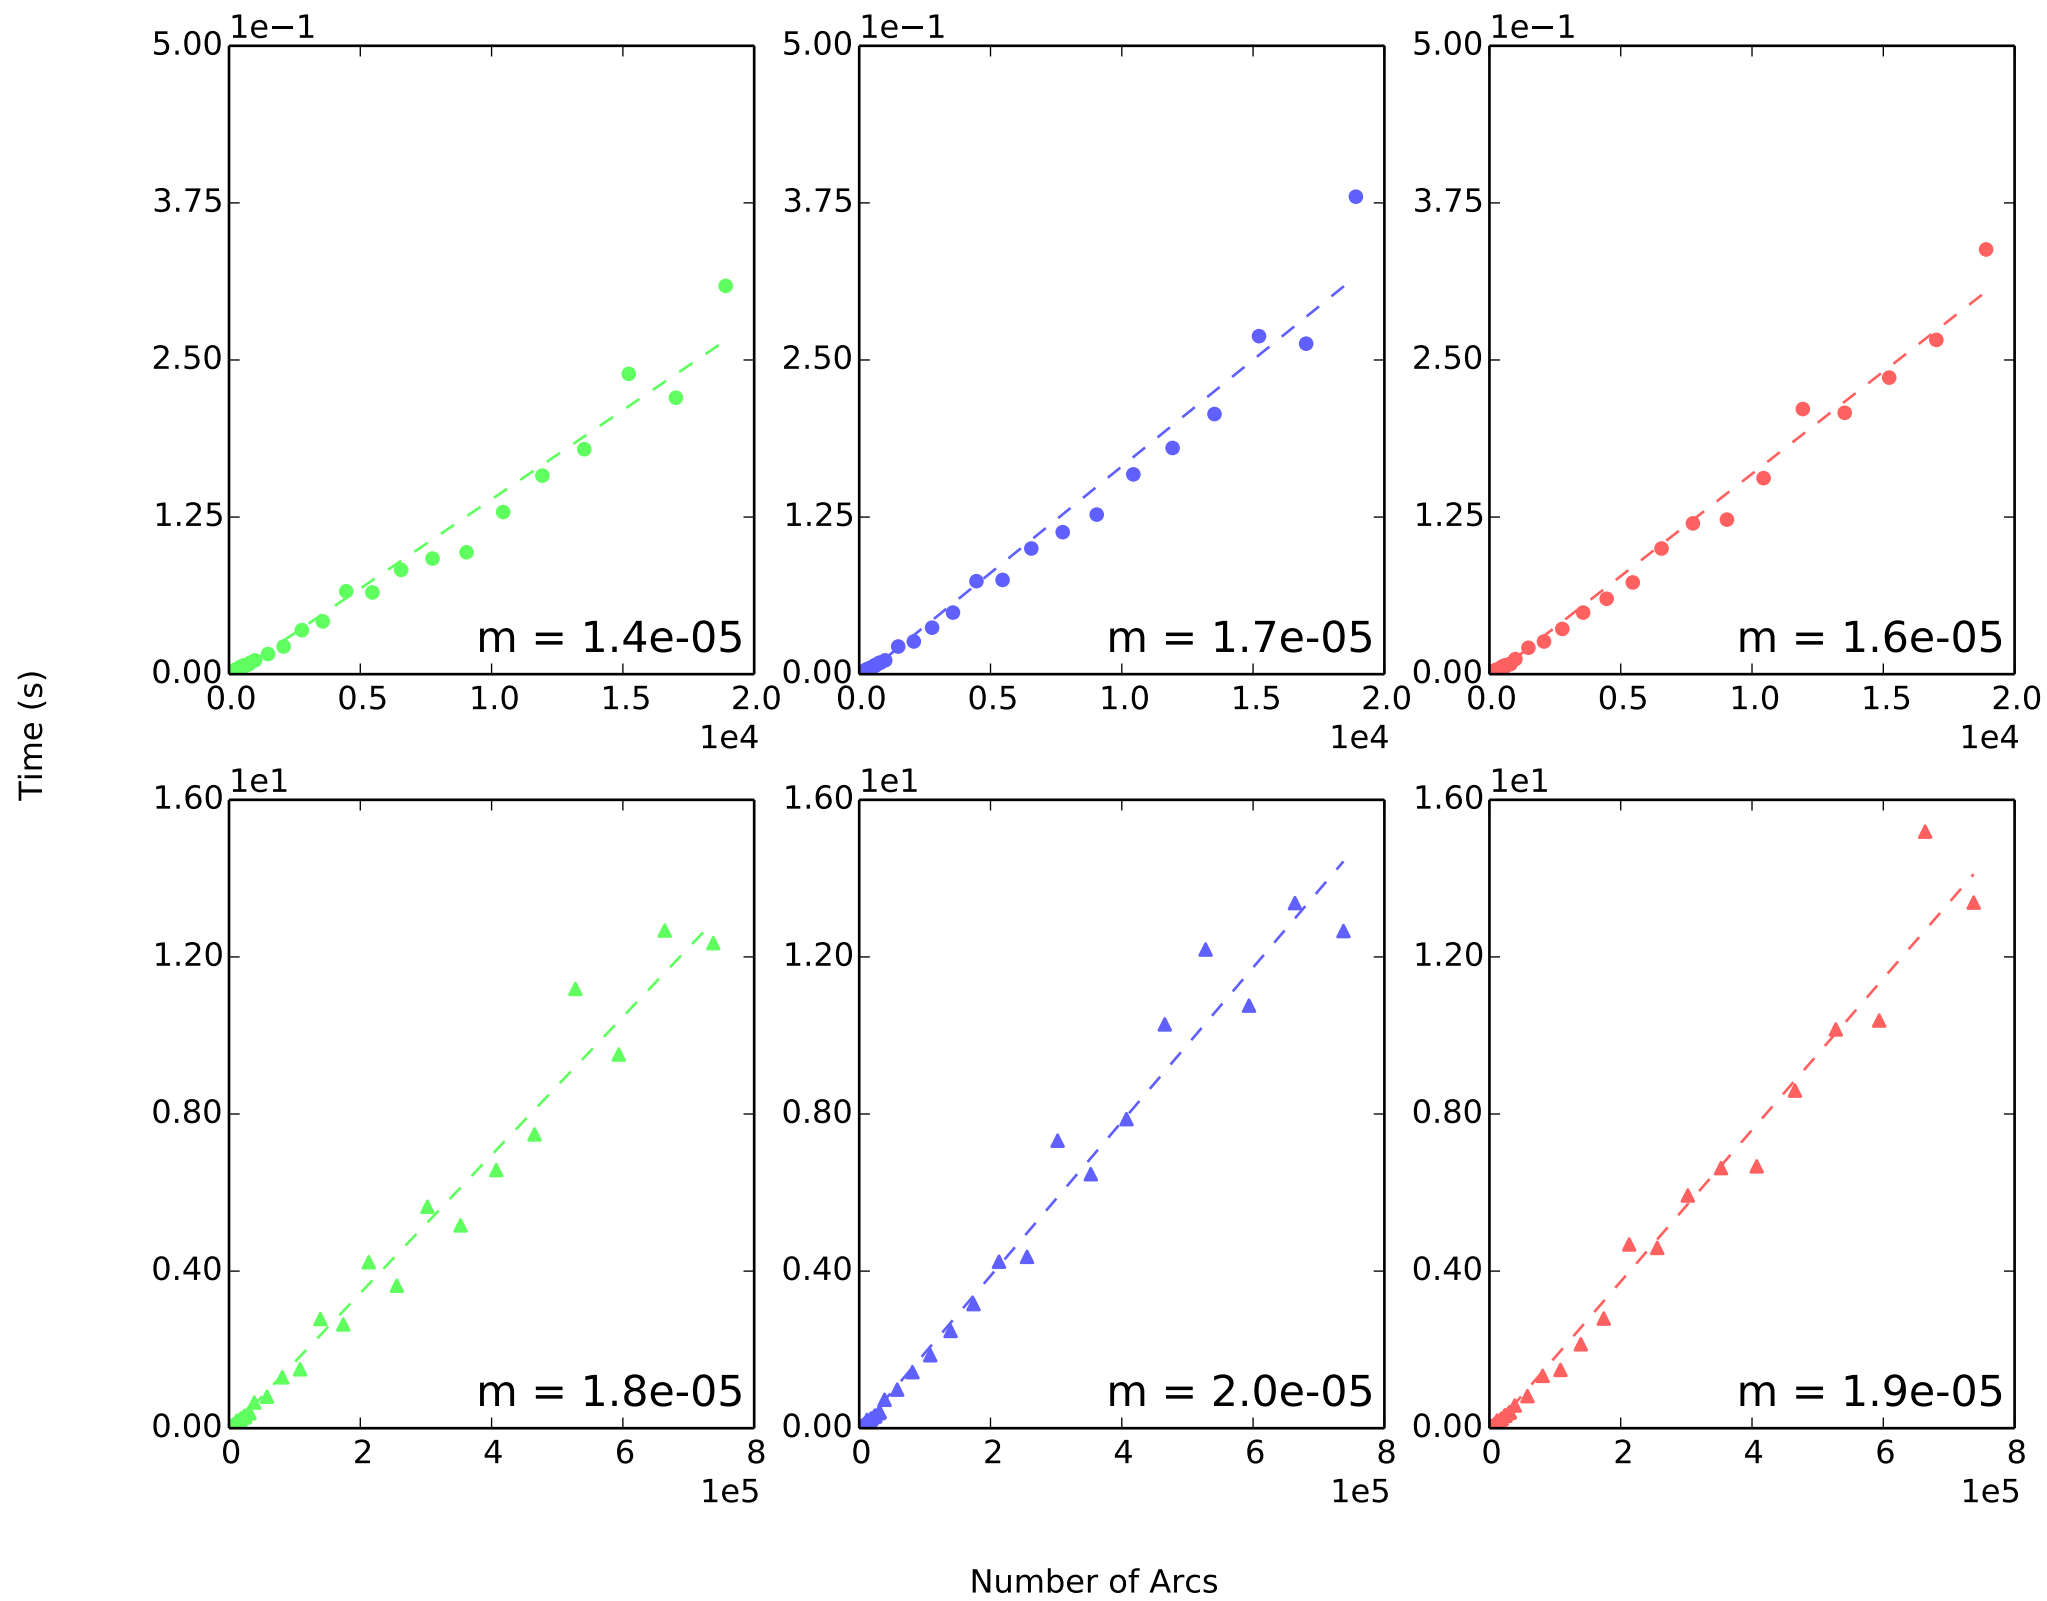 1e−1 1e−1 1e−1
5.00 5.00 5.00
3.75 3.75 3.75
2.50 2.50 2.50
1.25 1.25 1.25
m = 1.4e-05 m = 1.7e-05 m = 1.6e-05
0.00 0.00 0.00
0.0 0.5 1.0 1.5 2.0 0.0 0.5 1.0 1.5 2.0 0.0 0.5 1.0 1.5 2.0
1e4 1e4 1e4
Time (s)
1e1 1e1 1e1
1.60 1.60 1.60
1.20 1.20 1.20
0.80 0.80 0.80
0.40 0.40 0.40
m = 1.8e-05 m = 2.0e-05 m = 1.9e-05
0.00 0.00 0.00
0 2 4 6 8 0 2 4 6 8 0 2 4 6 8
1e5 1e5 1e5
Number of Arcs